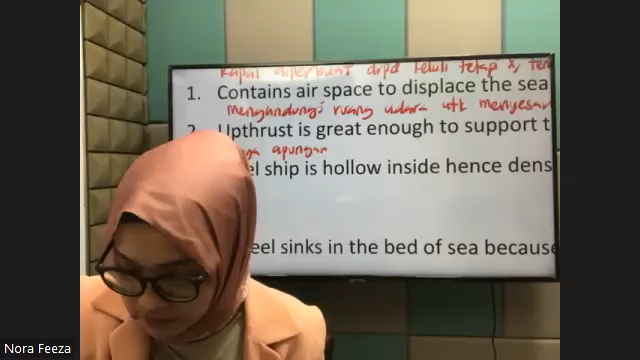 Kapal diperbuat drpd keluli tetapi
1. Contains air space to displace the sea
mengandungi ruang udara utk menyesar
2. Upthrust is great enough to support t
apungan
el ship is hollow inside hence dens
eel sinks in the bed of sea because
Nora Feeza